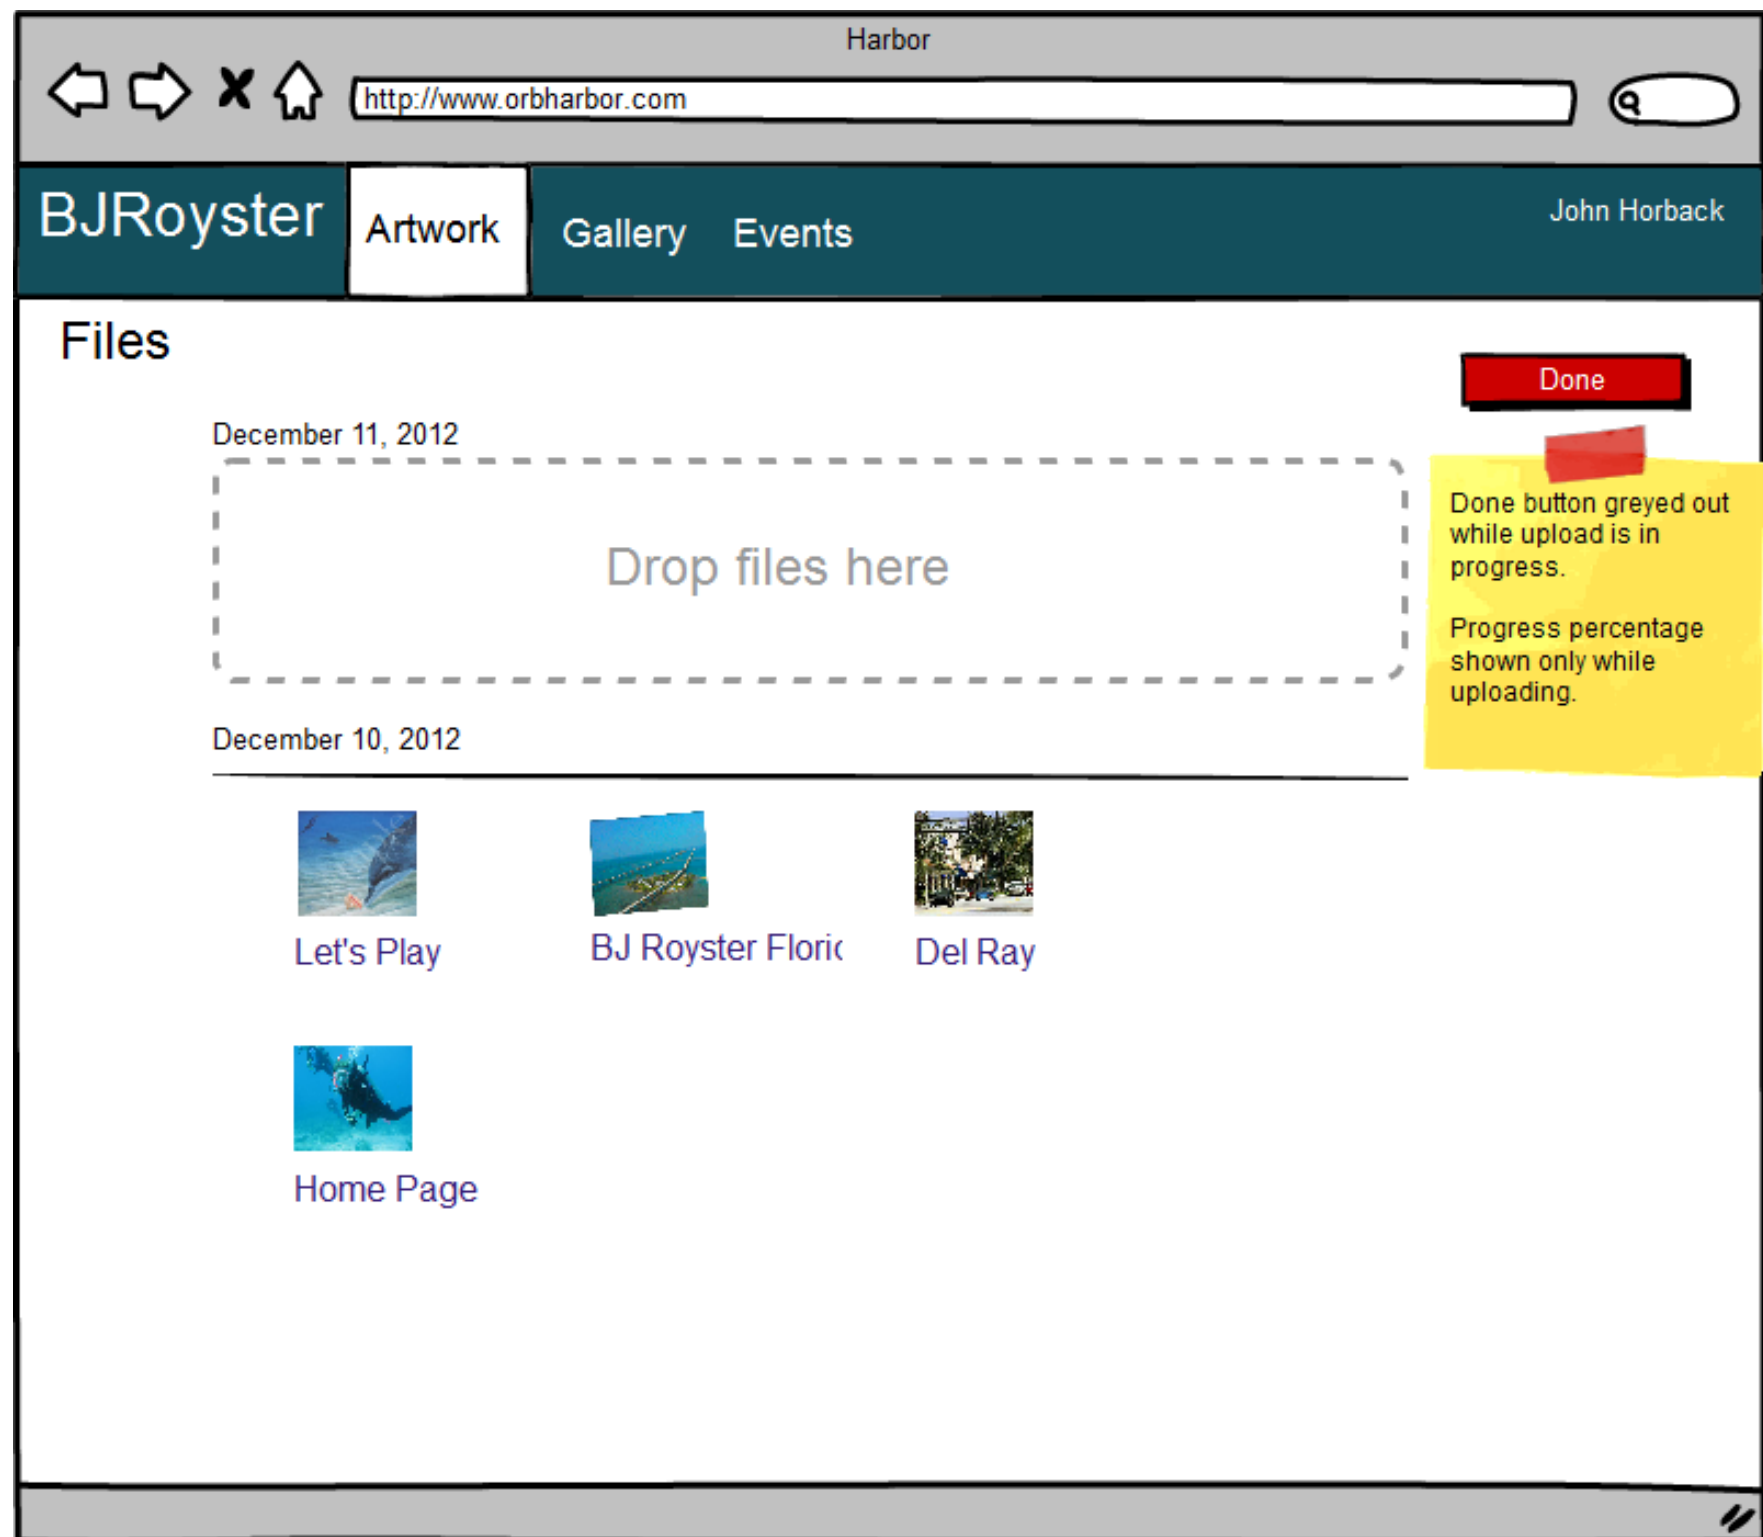 Harbor
http://www.orbharbor.com
BJRoyster
Artwork
Gallery
Events
John Horback
Files
Done
December 11, 2012
Drop files here
Done button greyed out
while upload is in
progress.
Progress percentage
shown only while
uploading.
December 10, 2012
Let's Play
BJ Royster Floric
Del Ray
Home Page